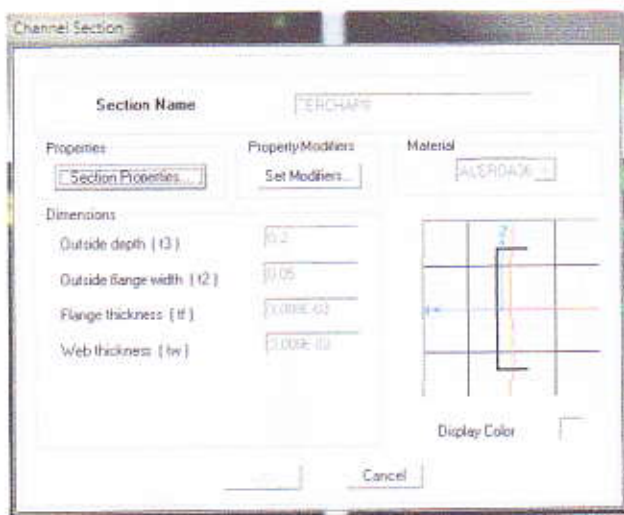 Channel Section
Section Name
Properties
Section Properties...
Property Modifiers
Set Modifiers...
Material
Dimensions
Outside depth ( t3 )
0.2
Outside flange width ( t2 )
0.05
Flange thickness ( tf )
Web thickness ( tw )
2
Display Color
Cancel